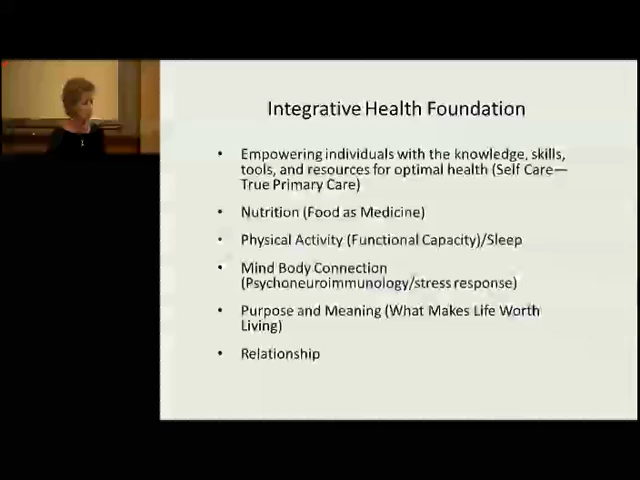 Integrative Health Foundation
• Empowering individuals with the knowledge, skills,
tools, and resources for optimal health (Self Care—
True Primary Care)
• Nutrition (Food as Medicine)
• Physical Activity (Functional Capacity)/Sleep
• Mind Body Connection
(Psychoneuroimmunology/stress response)
• Purpose and Meaning (What Makes Life Worth
Living)
• Relationship